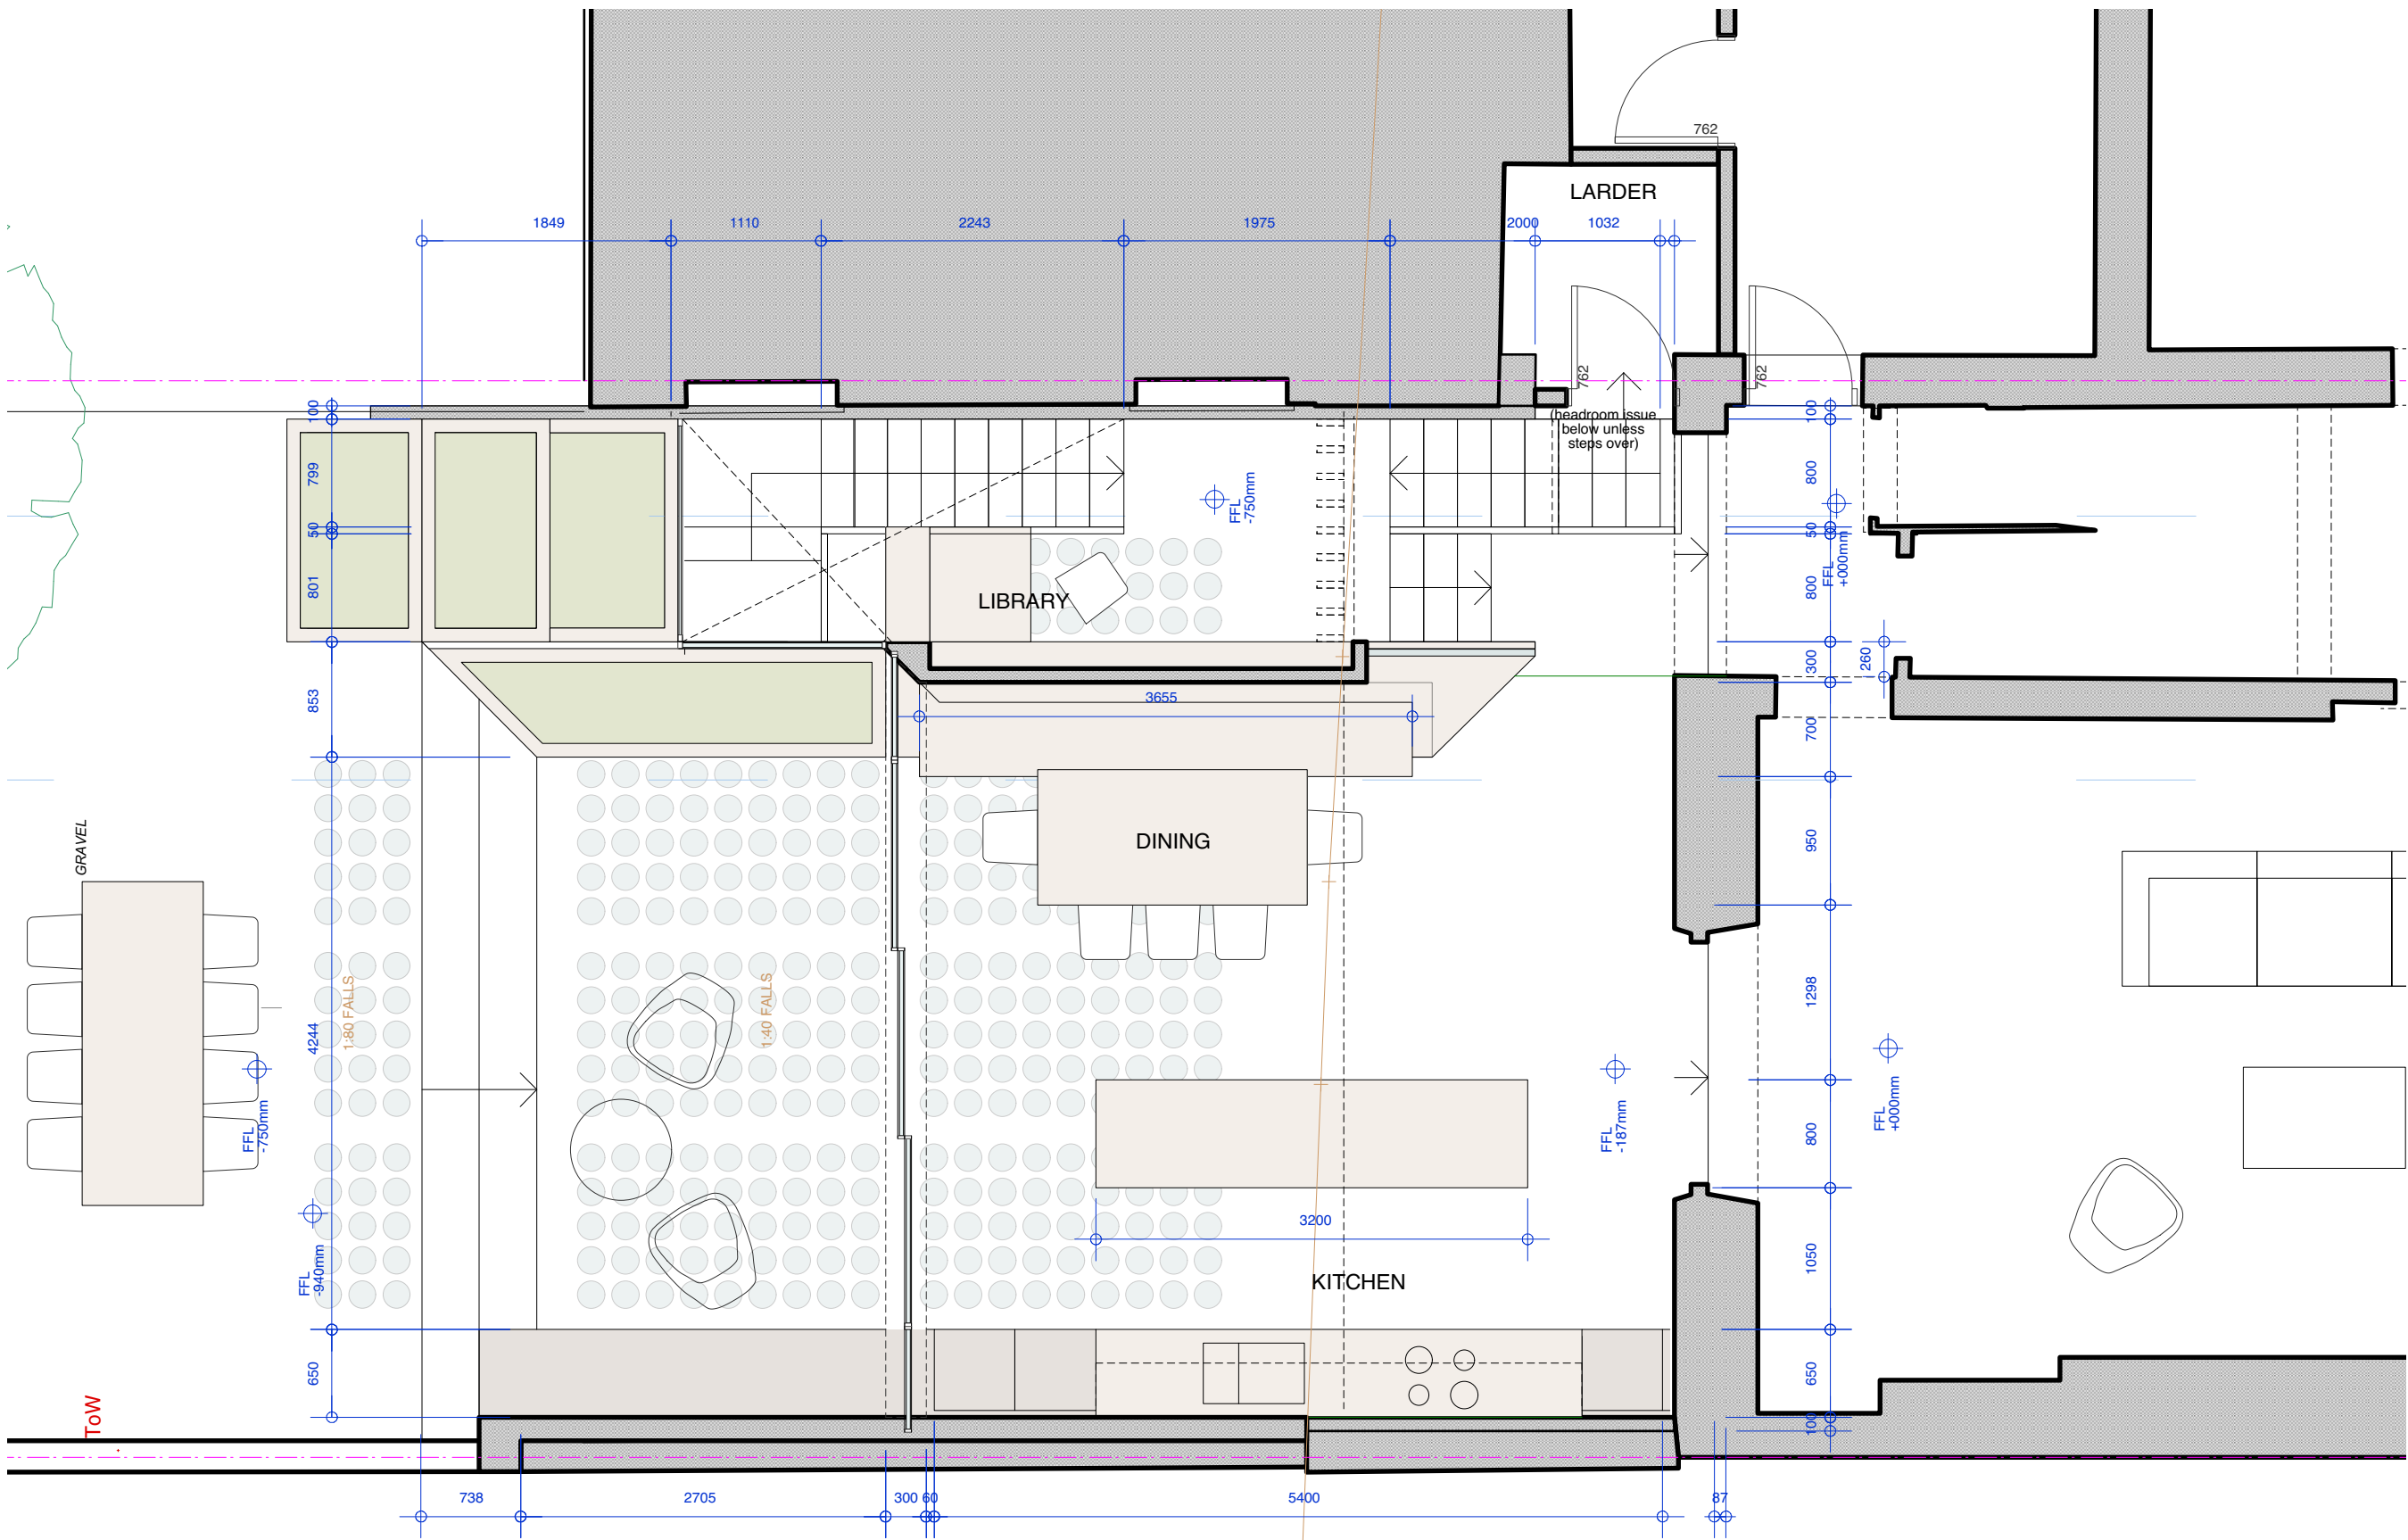 762
LARDER
1849
1110
2243
1975
2000
1032
762
762
(headroom issue
below unless
steps over)
100
799
50
801
853
4244
650
FFL
-750mm
LIBRARY
100
800
50
800
300
260
700
950
1298
800
1050
650
100
FFL
+000mm
3655
DINING
GRAVEL
1:80 FALLS
1:40 FALLS
FFL
-750mm
FFL
-940mm
FFL
-187mm
FFL
+000mm
3200
KITCHEN
ToW
738
2705
300
60
5400
87